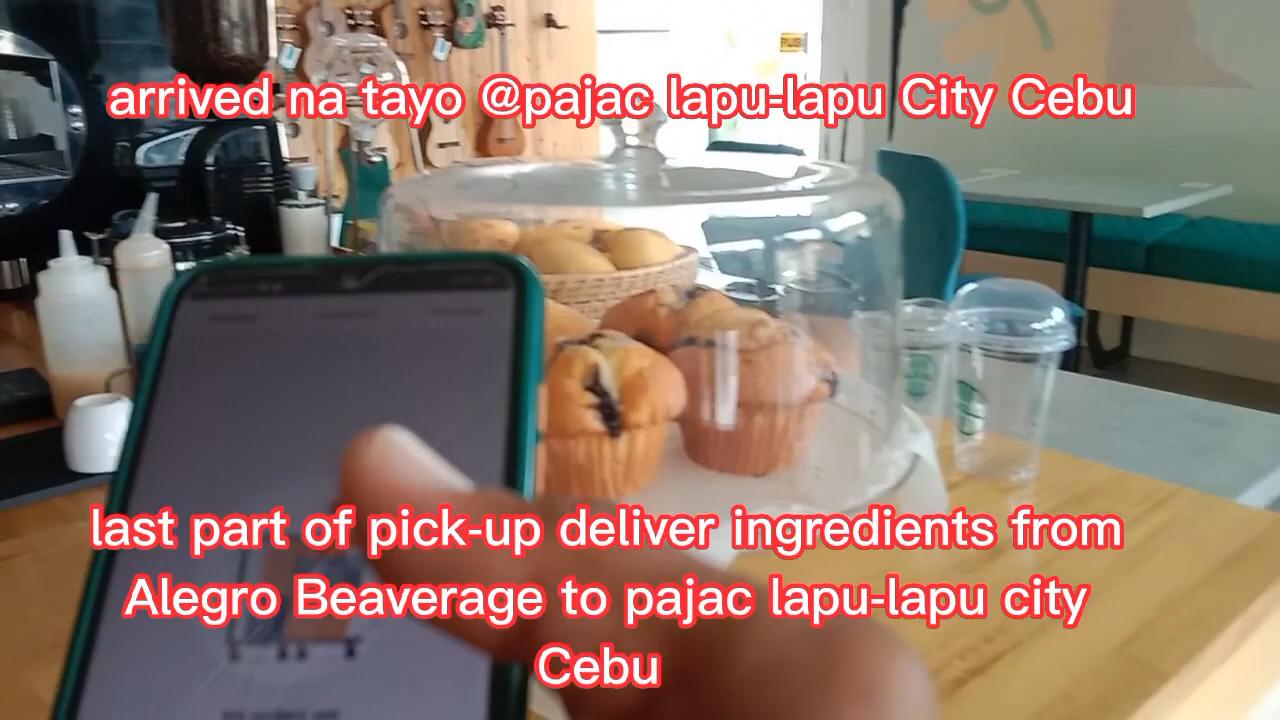 arrived na tayo @pajac lapu-lapu City Cebu
last part of pick-up deliver ingredients from
Alegro Beaverage to pajac lapu-lapu city
Cebu